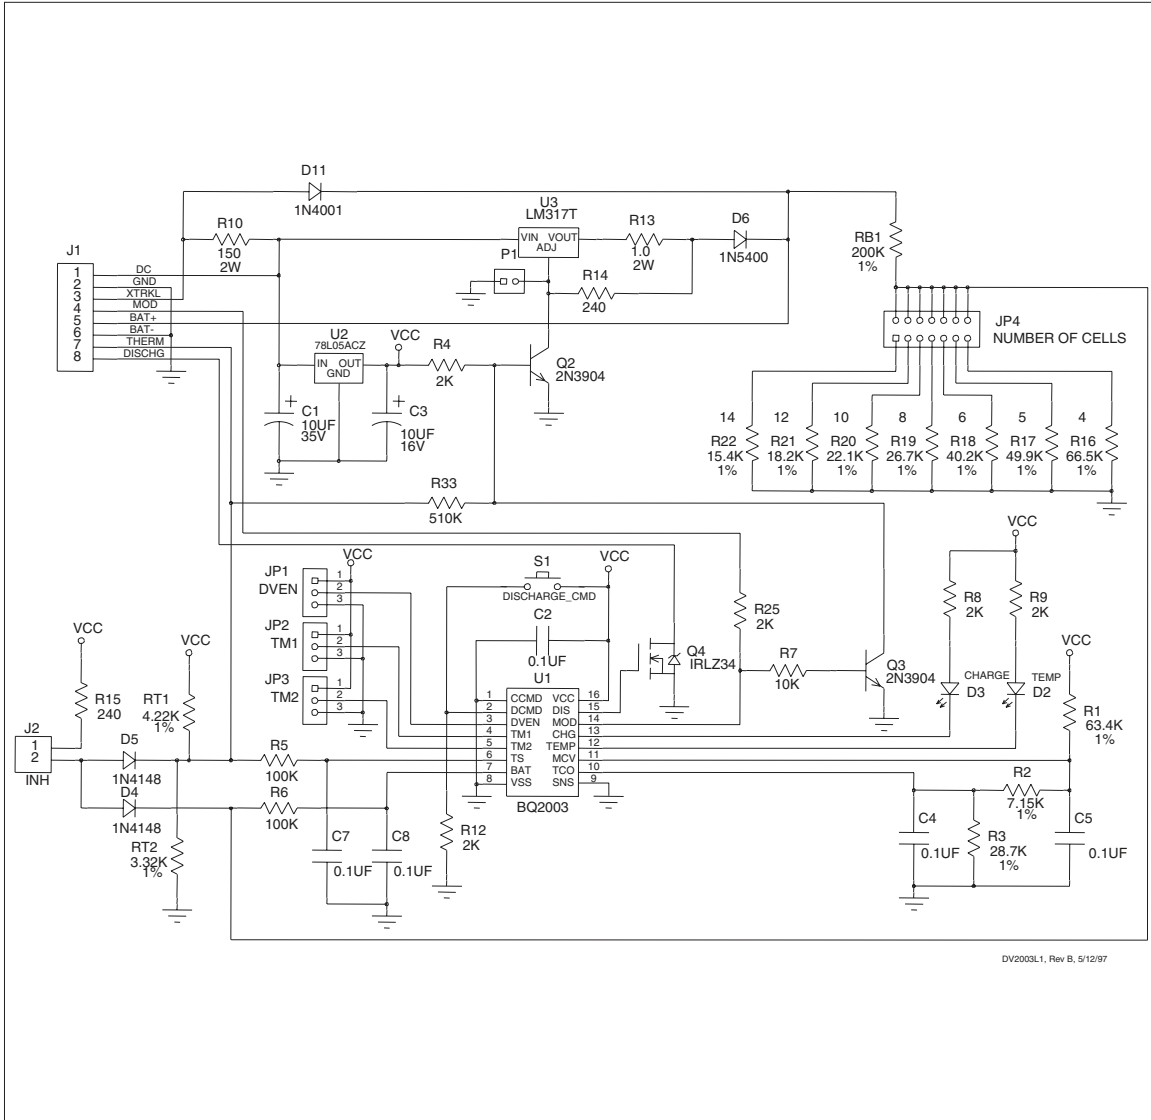 D11
1N4001
R10
150
2W
U3
LM317T
VIN VOUT
ADJ
P1
R13
1.0
2W
D6
1N5400
R14
240
RB1
200K
1%
J1
1 DC
2 GND
3 XTRKL
4 MOD
5 BAT+
6 BAT-
7 THERM
8 DISCHG
U2
78L05ACZ
IN OUT
GND
VCC
R4
2K
Q2
2N3904
JP4
NUMBER OF CELLS
+
C1
10UF
35V
+
C3
10UF
16V
14 12 10 8 6 5 4
R22 R21 R20 R19 R18 R17 R16
15.4K 18.2K 22.1K 26.7K 40.2K 49.9K 66.5K
1% 1% 1% 1% 1% 1% 1%
R33
510K
VCC
JP1
DVEN
1
2
3
VCC
JP2
TM1
1
2
3
JP3
TM2
1
2
3
S1
DISCHARGE_CMD
VCC
C2
0.1UF
R25
2K
Q4
IRLZ34
R7
10K
Q3
2N3904
R8
2K
R9
2K
CHARGE
D3
TEMP
D2
VCC
R1
63.4K
1%
VCC
R15
240
VCC
RT1
4.22K
1%
J2
1
2
INH
D5
1N4148
D4
1N4148
RT2
3.32K
1%
R5
100K
R6
100K
U1
1 CCMD VCC 16
2 DCMD DIS 15
3 DVEN MOD 14
4 TM1 CHG 13
5 TM2 TEMP 12
6 TS MCV 11
7 BAT TCO 10
8 VSS SNS 9
BQ2003
R12
2K
C7
0.1UF
C8
0.1UF
R2
7.15K
1%
C4
0.1UF
R3
28.7K
1%
C5
0.1UF
DV2003L1, Rev B, 5/12/97